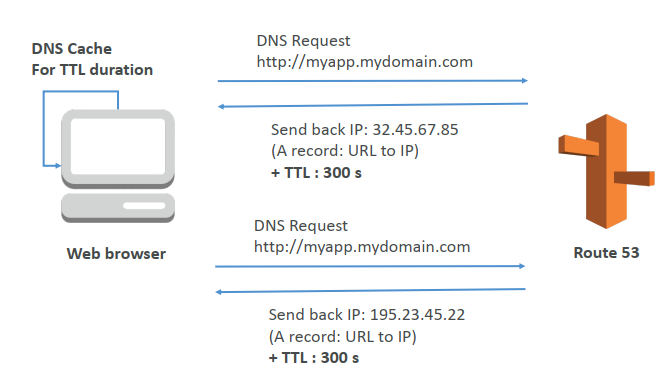 DNS Cache
For TTL duration
DNS Request
http://myapp.mydomain.com
Send back IP: 32.45.67.85
(A record: URL to IP)
+ TTL : 300 s
Web browser
Route 53
DNS Request
http://myapp.mydomain.com
Send back IP: 195.23.45.22
(A record: URL to IP)
+ TTL : 300 s